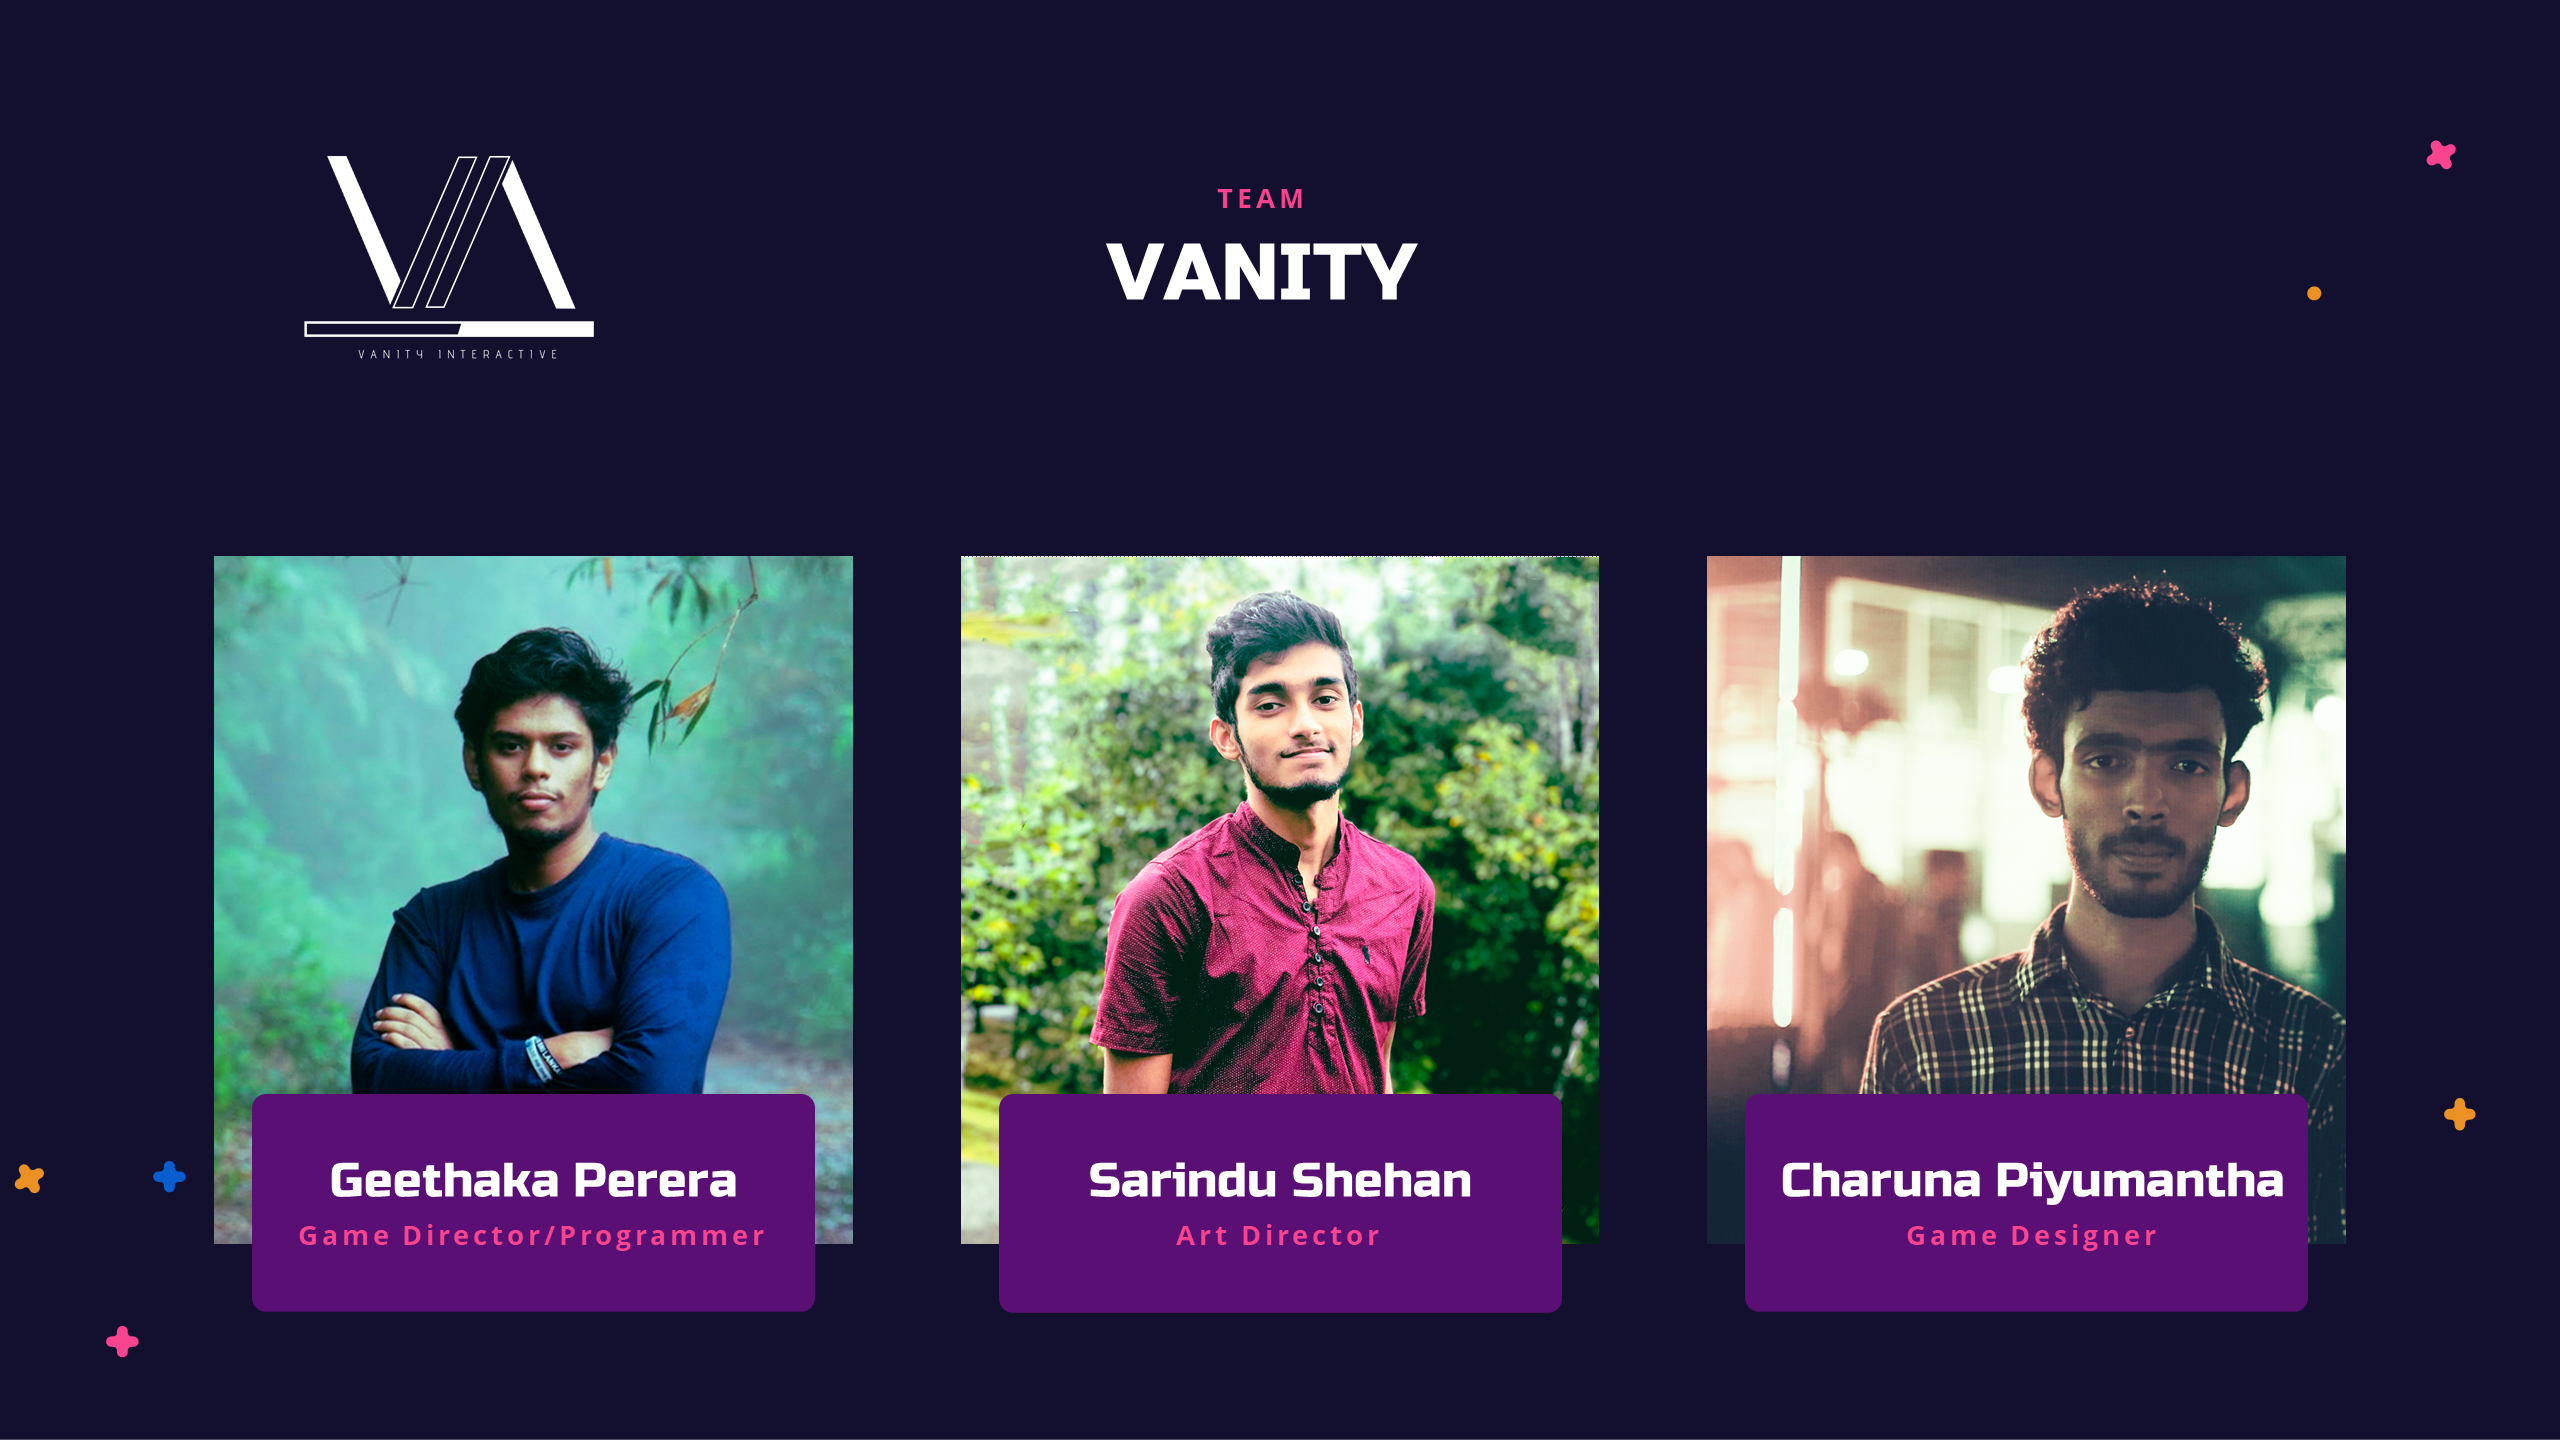 VANITY INTERACTIVE
TEAM
VANITY
Geethaka Perera
Game Director/Programmer
Sarindu Shehan
Art Director
Charuna Piyumantha
Game Designer